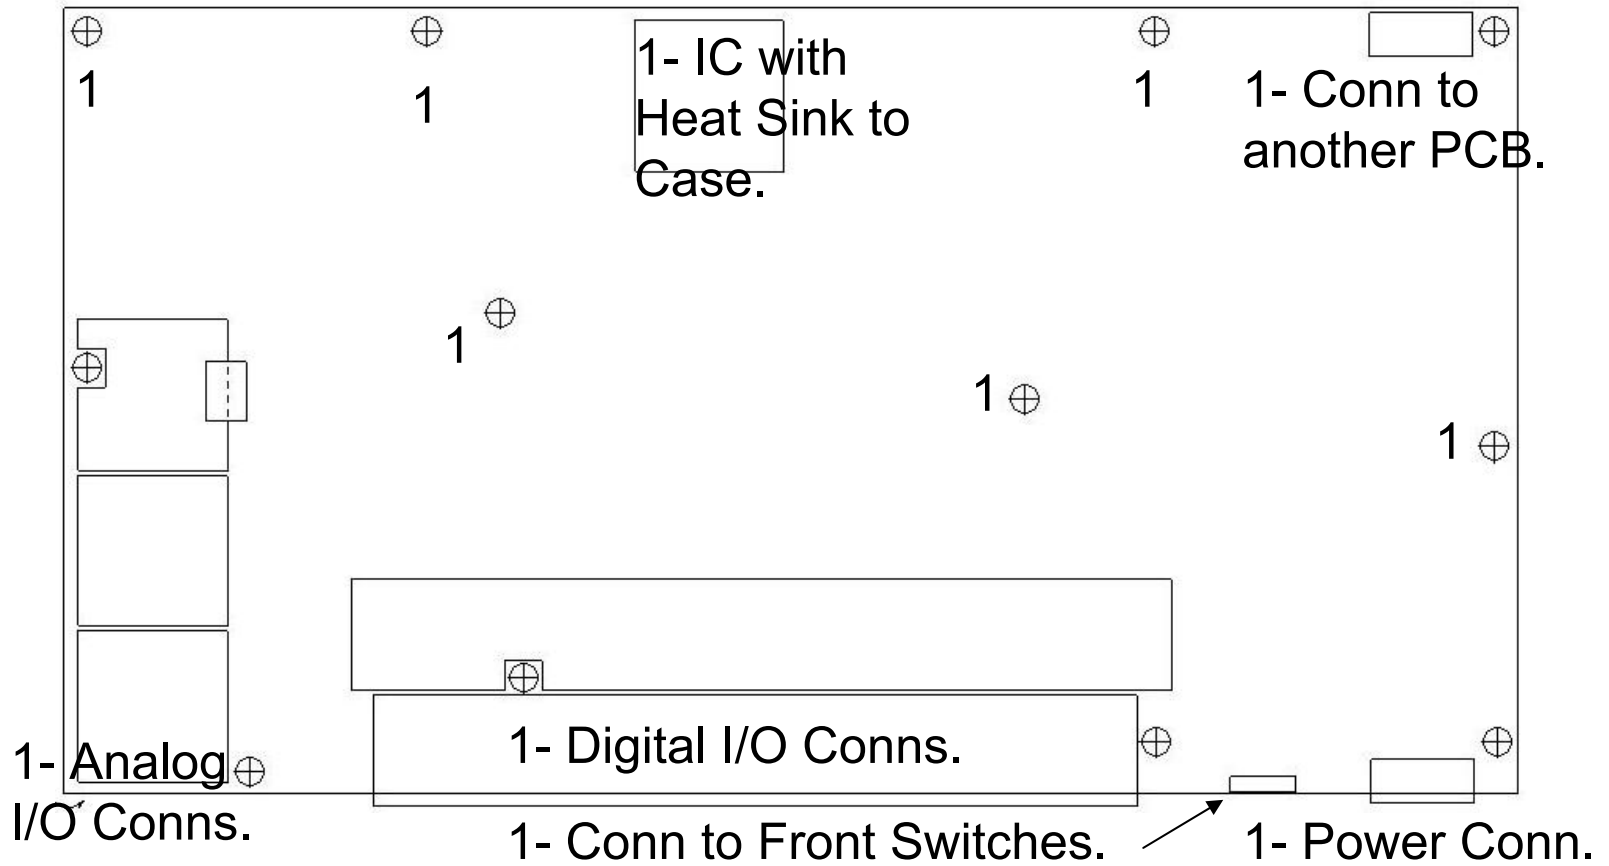 1
1
1- IC with
Heat Sink to
Case.
1
1- Conn to
another PCB.
1
1
1
1- Analog
I/O Conns.
1- Digital I/O Conns.
1- Conn to Front Switches.
1- Power Conn.